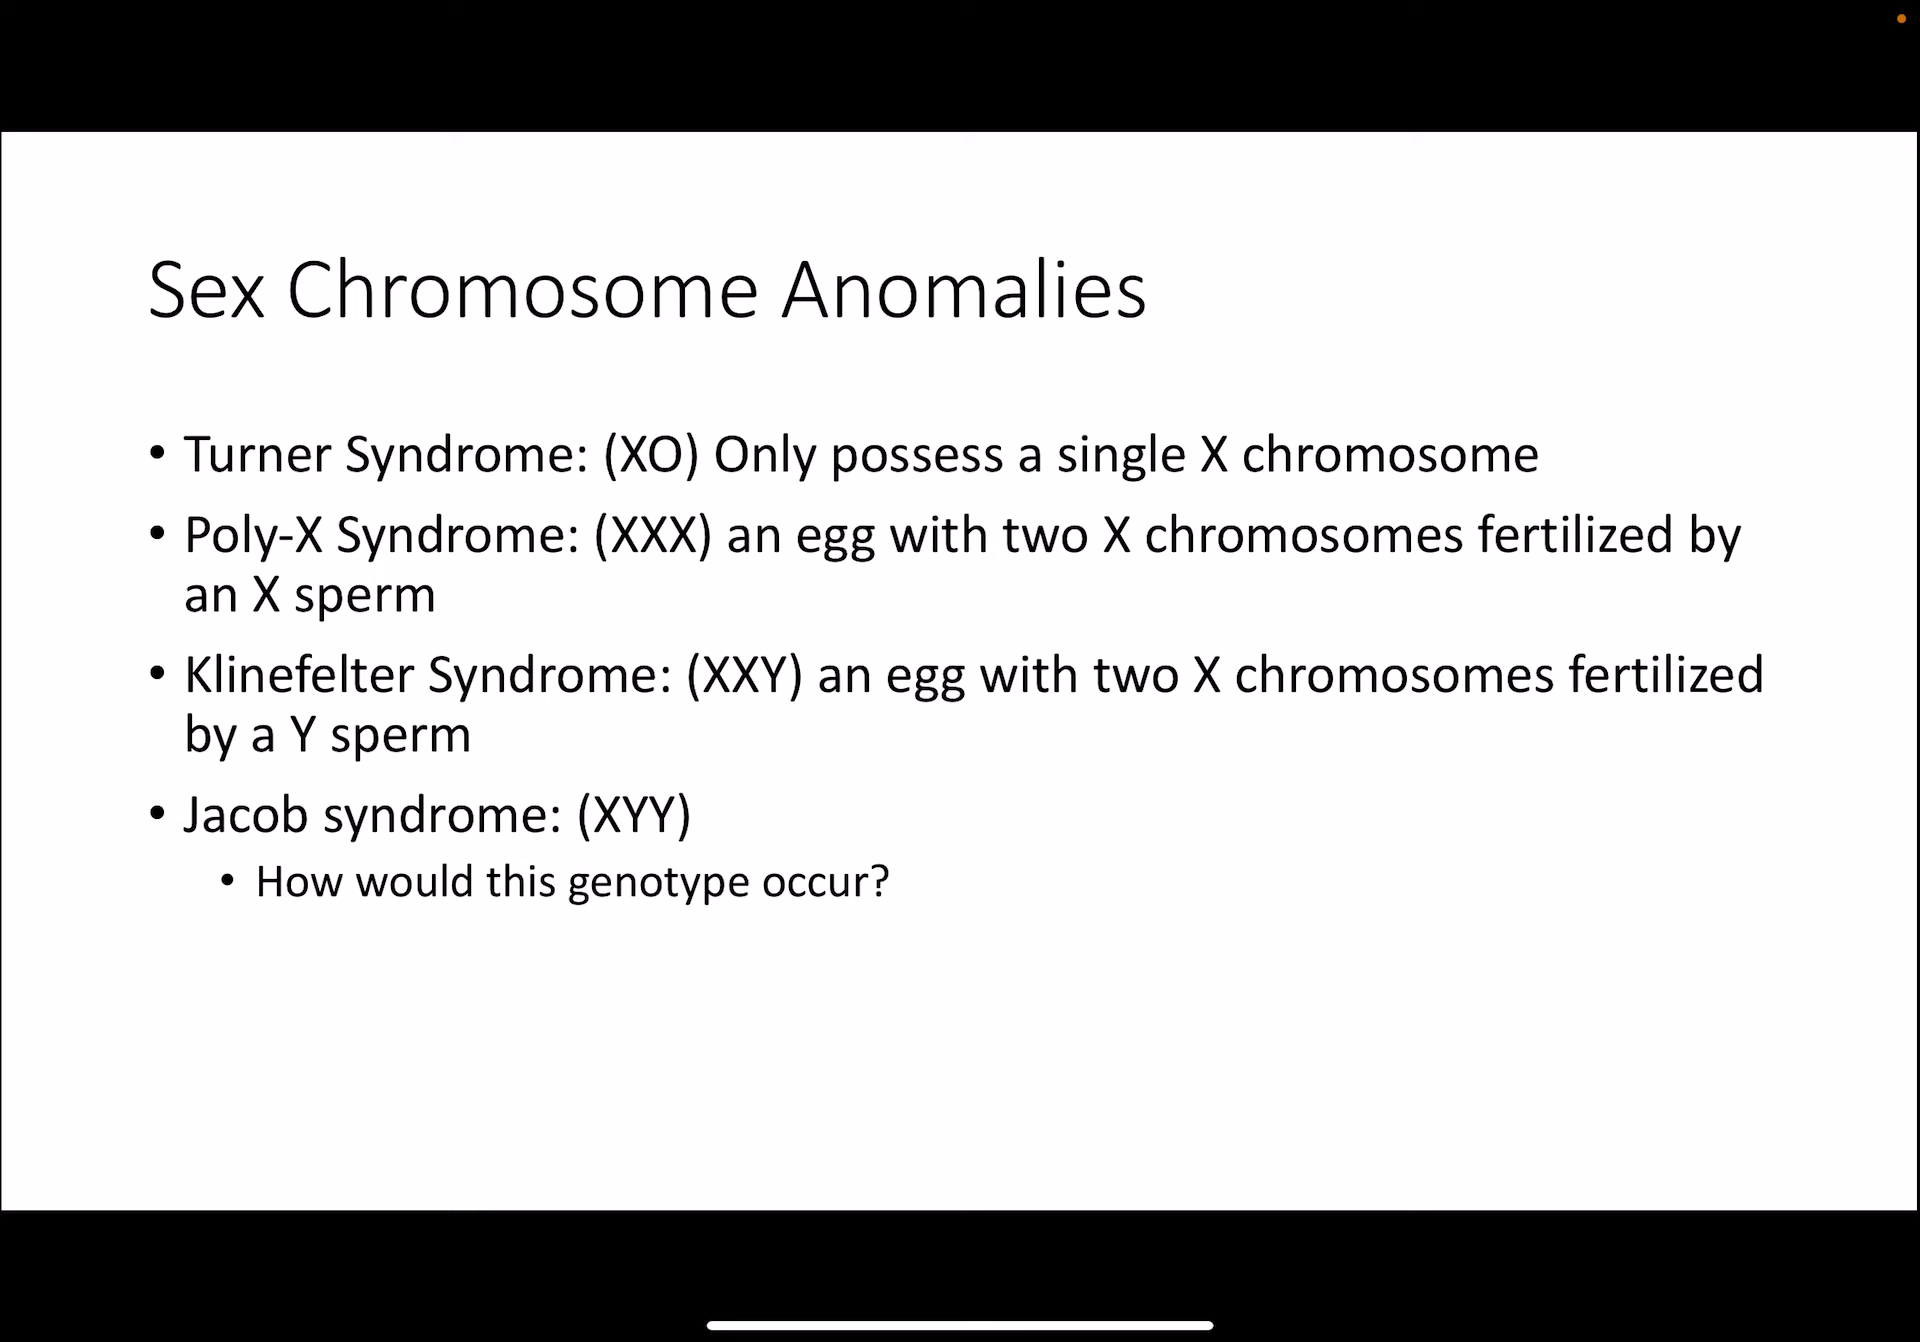 Sex Chromosome Anomalies
• Turner Syndrome: (XO) Only possess a single X chromosome
• Poly-X Syndrome: (XXX) an egg with two X chromosomes fertilized by
an X sperm
• Klinefelter Syndrome: (XXY) an egg with two X chromosomes fertilized
by a Y sperm
• Jacob syndrome: (XYY)
• How would this genotype occur?